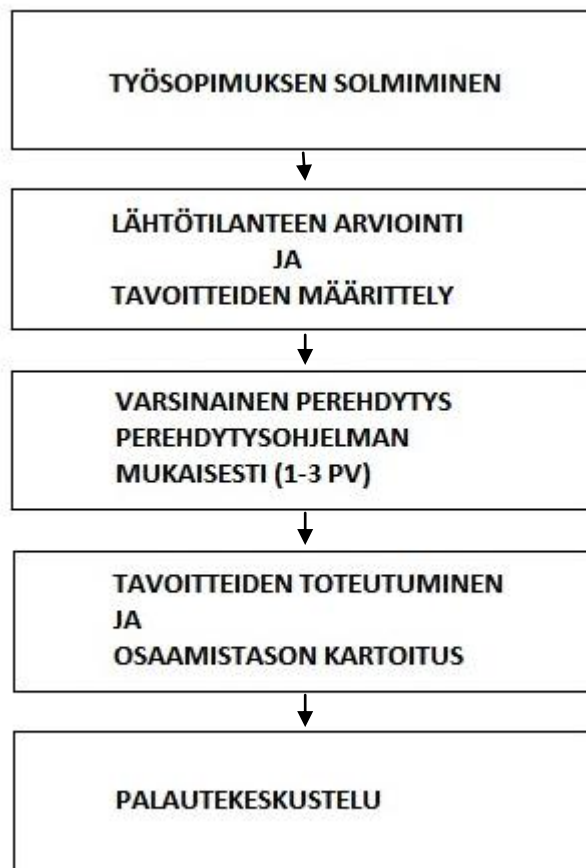 TYÖSOPIMUKSEN SOLMIMINEN
LÄHTÖTILANTEEN ARVIOINTI
JA
TAVOITTEIDEN MÄÄRITTELY
VARSINAINEN PEREHDYTYS
PEREHDYTYSOHJELMAN
MUKAISESTI (1-3 PV)
TAVOITTEIDEN TOTEUTUMINEN
JA
OSAAMISTASON KARTOITUS
PALAUTEKESKUSTELU